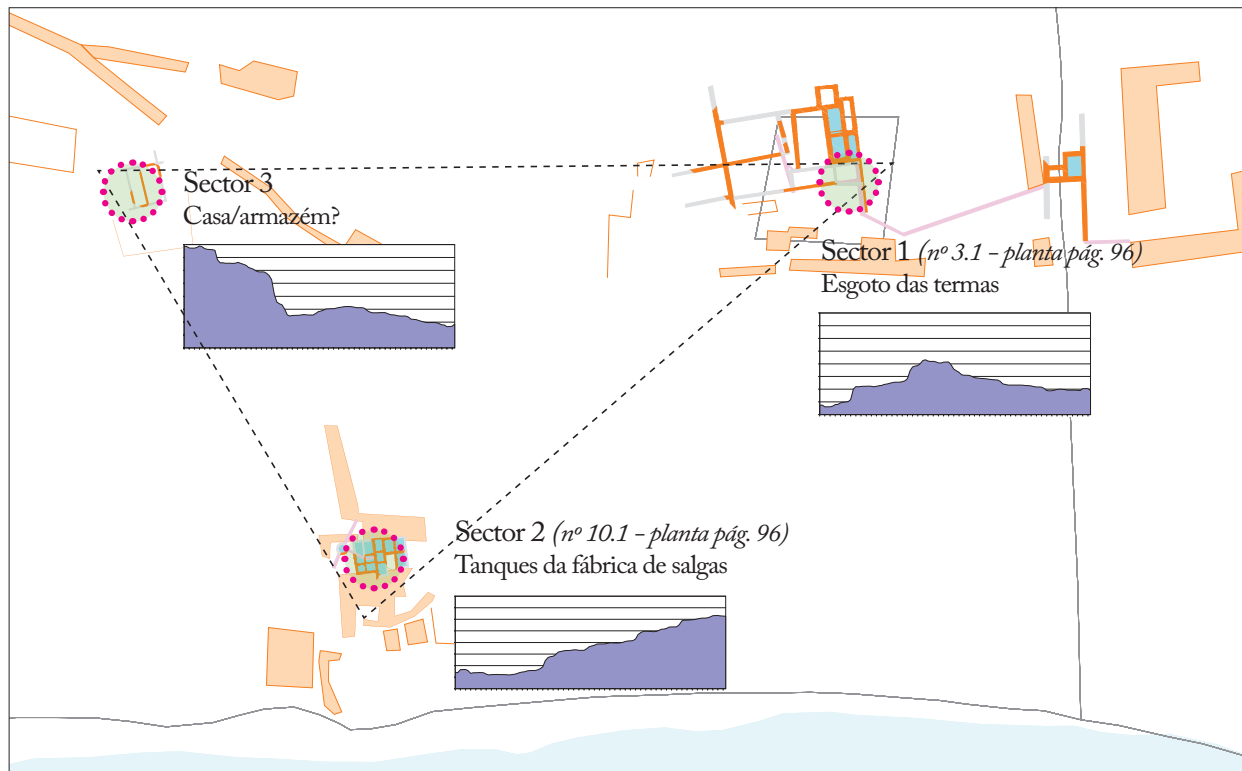 Sector 3
Casa/armazém?
Sector 1 (nº 3.1 – planta pág. 96)
Esgoto das termas
Sector 2 (nº 10.1 – planta pág. 96)
Tanques da fábrica de salgas